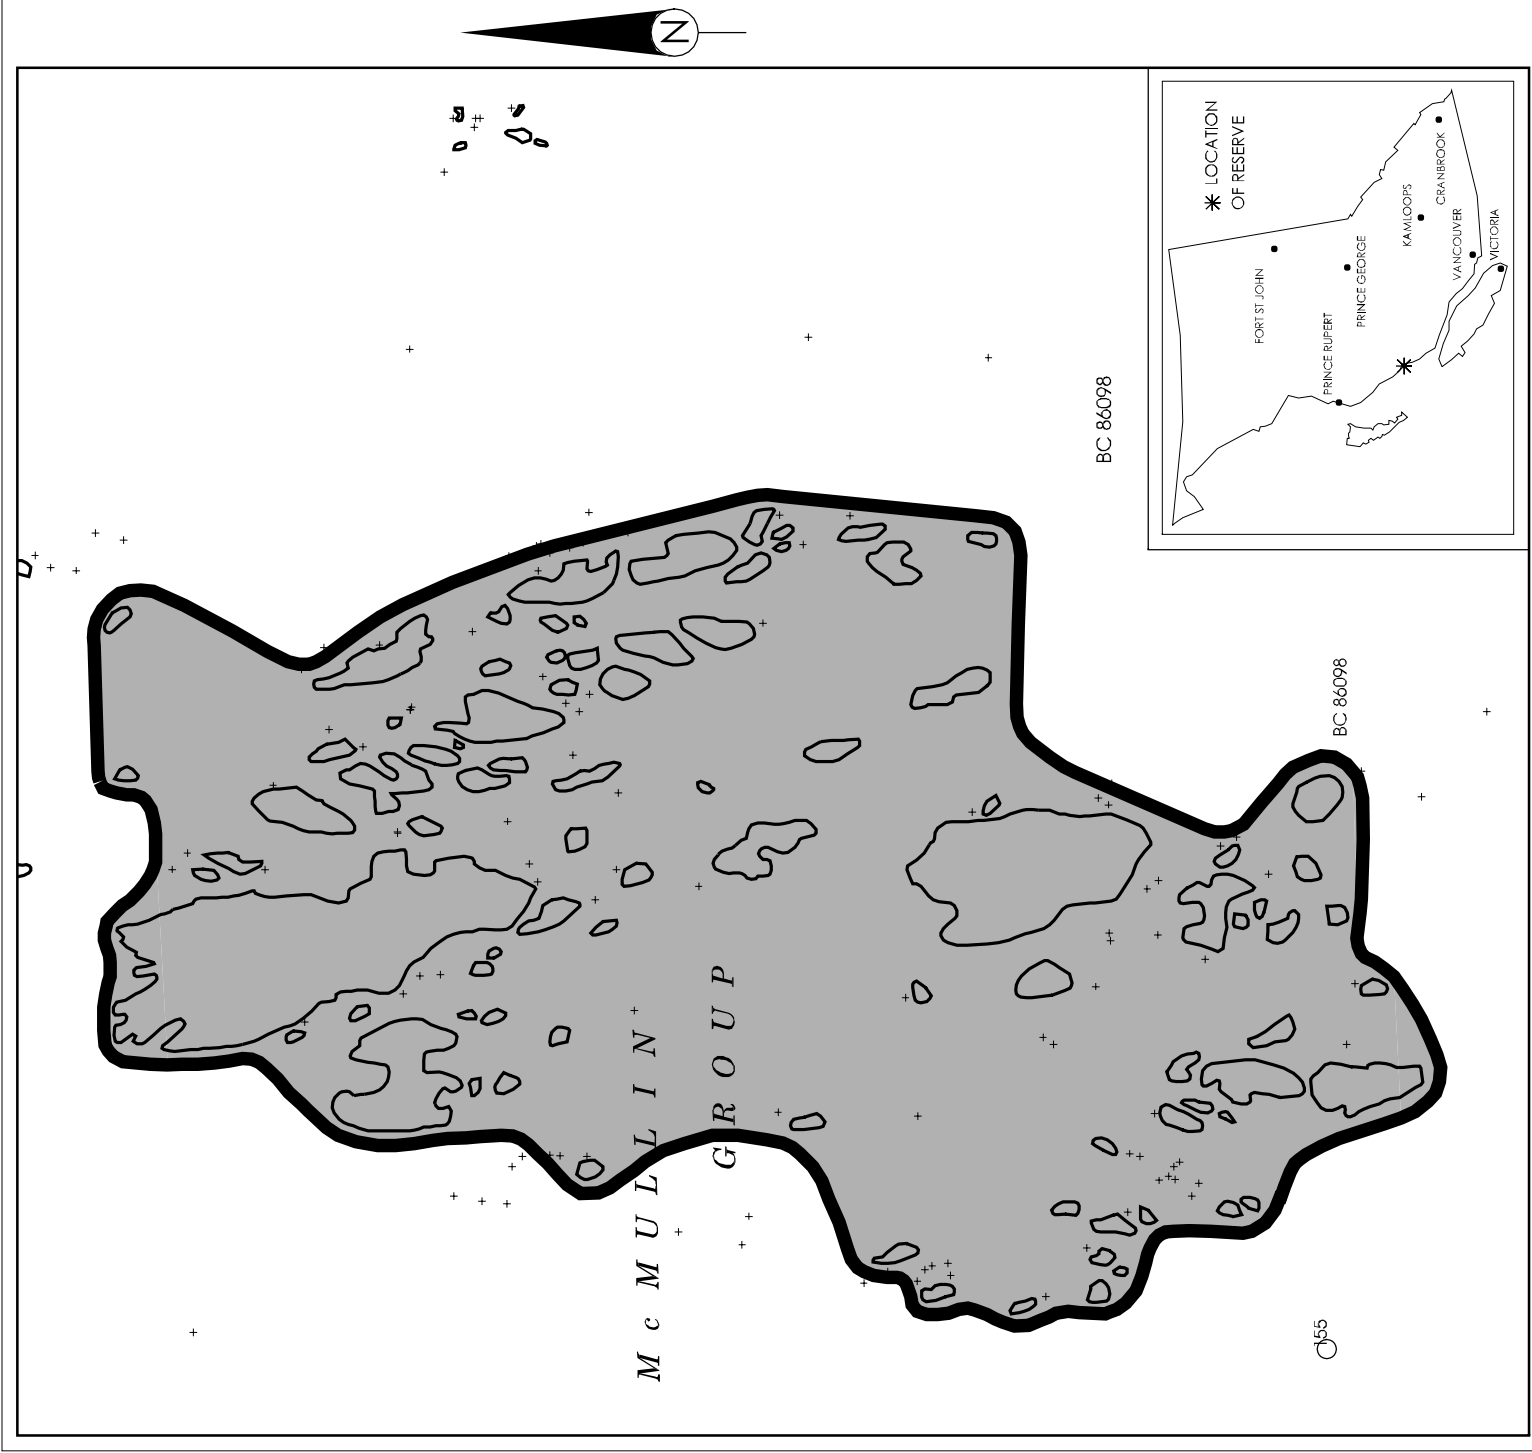 N
LOCATION
OF RESERVE
FORT ST JOHN
PRINCE RUPERT
PRINCE GEORGE
KAMLOOPS
CRANBROOK
VANCOUVER
VICTORIA
McMULLIN
GROUP
BC 86098
BC 86098
155